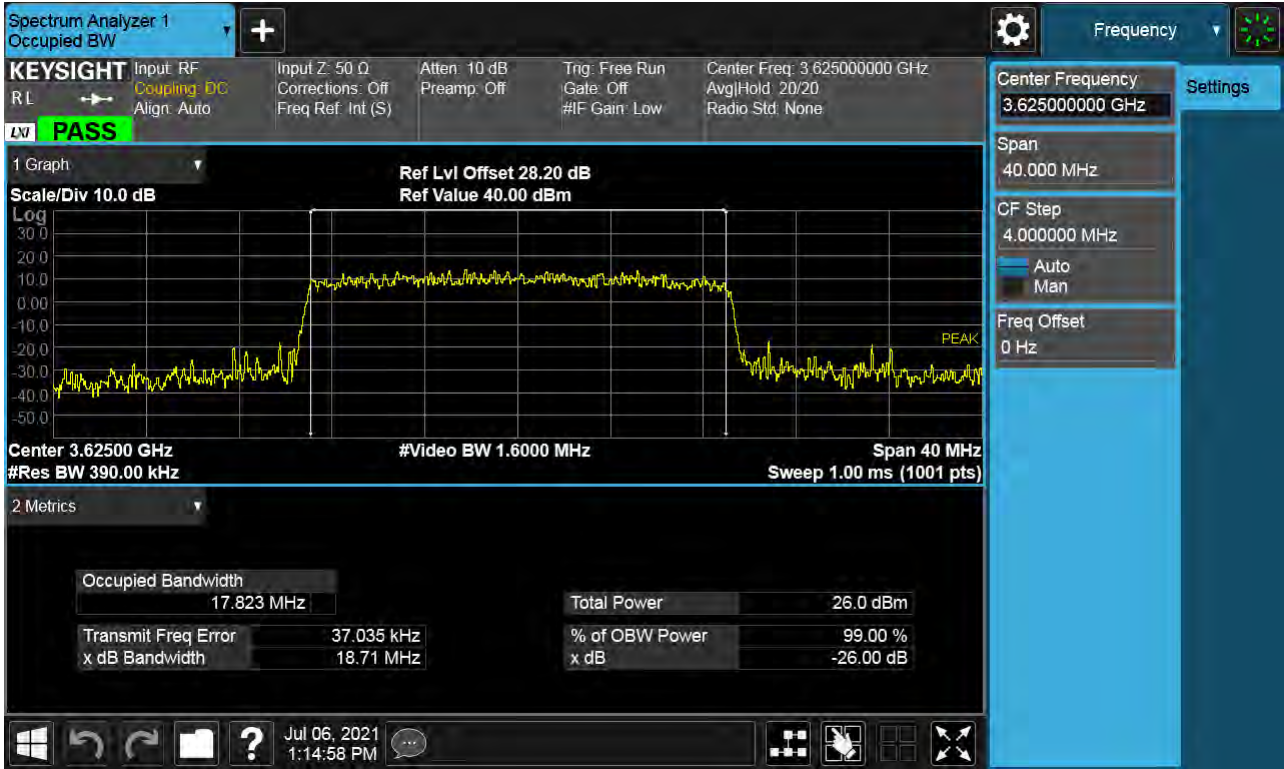 Spectrum Analyzer 1
Occupied BW
+
Frequency
KEYSIGHT
RL
LXI PASS
Input: RF
Coupling: DC
Align: Auto
Input Z: 50 Ω
Corrections: Off
Freq Ref: Int (S)
Atten: 10 dB
Preamp: Off
Trig: Free Run
Gate: Off
#IF Gain: Low
Center Freq: 3.625000000 GHz
Avg|Hold: 20/20
Radio Std: None
1 Graph
Scale/Div 10.0 dB
Ref Lvl Offset 28.20 dB
Ref Value 40.00 dBm
Log
30.0
20.0
10.0
0.00
-10.0
-20.0
-30.0
-40.0
-50.0
PEAK
Center 3.62500 GHz
#Res BW 390.00 kHz
#Video BW 1.6000 MHz
Span 40 MHz
Sweep 1.00 ms (1001 pts)
2 Metrics
Occupied Bandwidth
17.823 MHz
Transmit Freq Error 37.035 kHz
x dB Bandwidth 18.71 MHz
Total Power 26.0 dBm
% of OBW Power 99.00 %
x dB -26.00 dB
Center Frequency
3.625000000 GHz
Span
40.000 MHz
CF Step
4.000000 MHz
Auto
Man
Freq Offset
0 Hz
Settings
?
Jul 06, 2021
1:14:58 PM